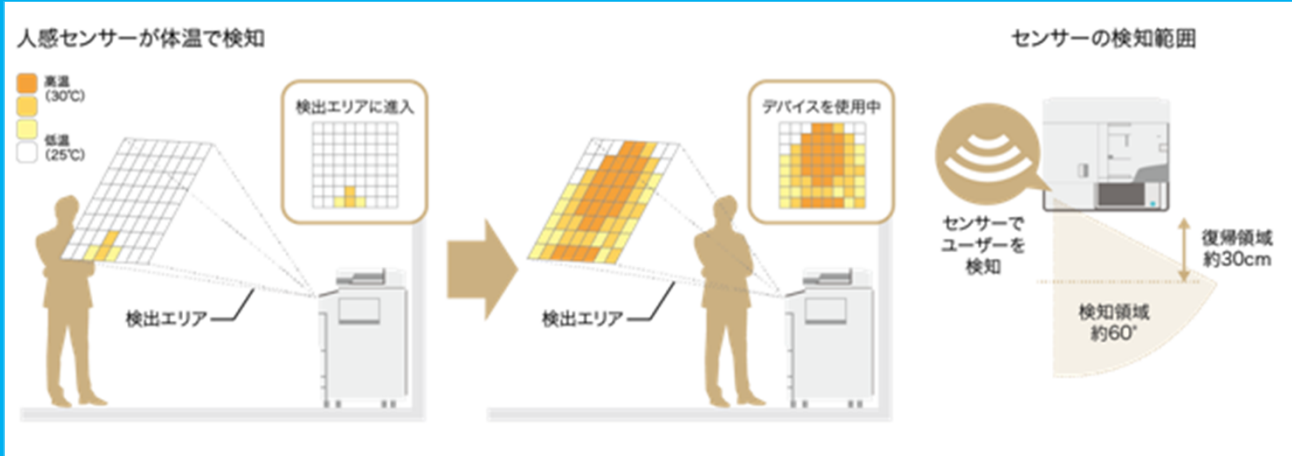 人感センサーが体温で検知
高温
(30℃)
低温
(25℃)
検出エリアに進入
検出エリア
デバイスを使用中
検出エリア
センサーの検知範囲
センサーで
ユーザーを
検知
復帰領域
約30cm
検知領域
約60°